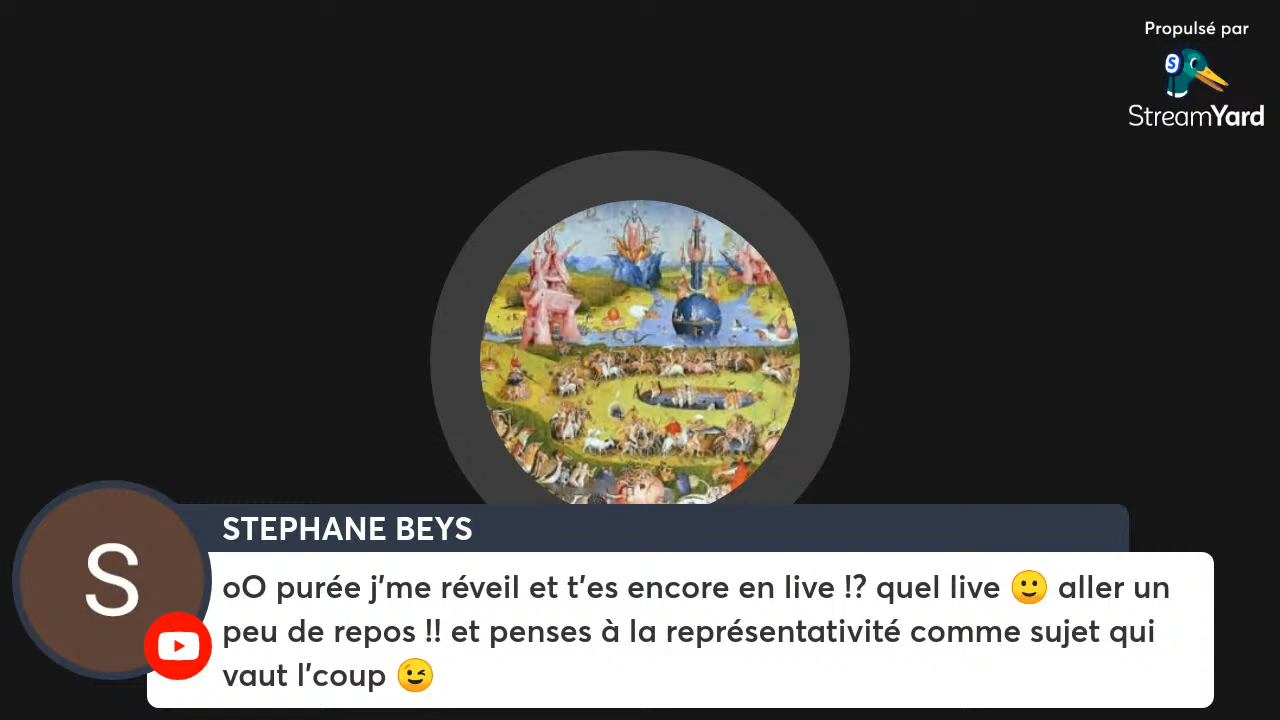 Propulsé par
S
StreamYard
S
STEPHANE BEYS
oO purée j'me réveil et t'es encore en live !? quel live 🙂 aller un
peu de repos !! et penses à la représentativité comme sujet qui
vaut l'coup 😉